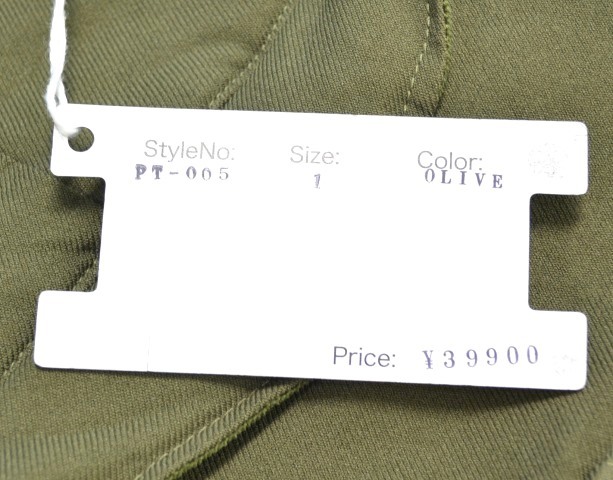 StyleNo: Size: Color:
PT-005 1 OLIVE
Price: ¥39900